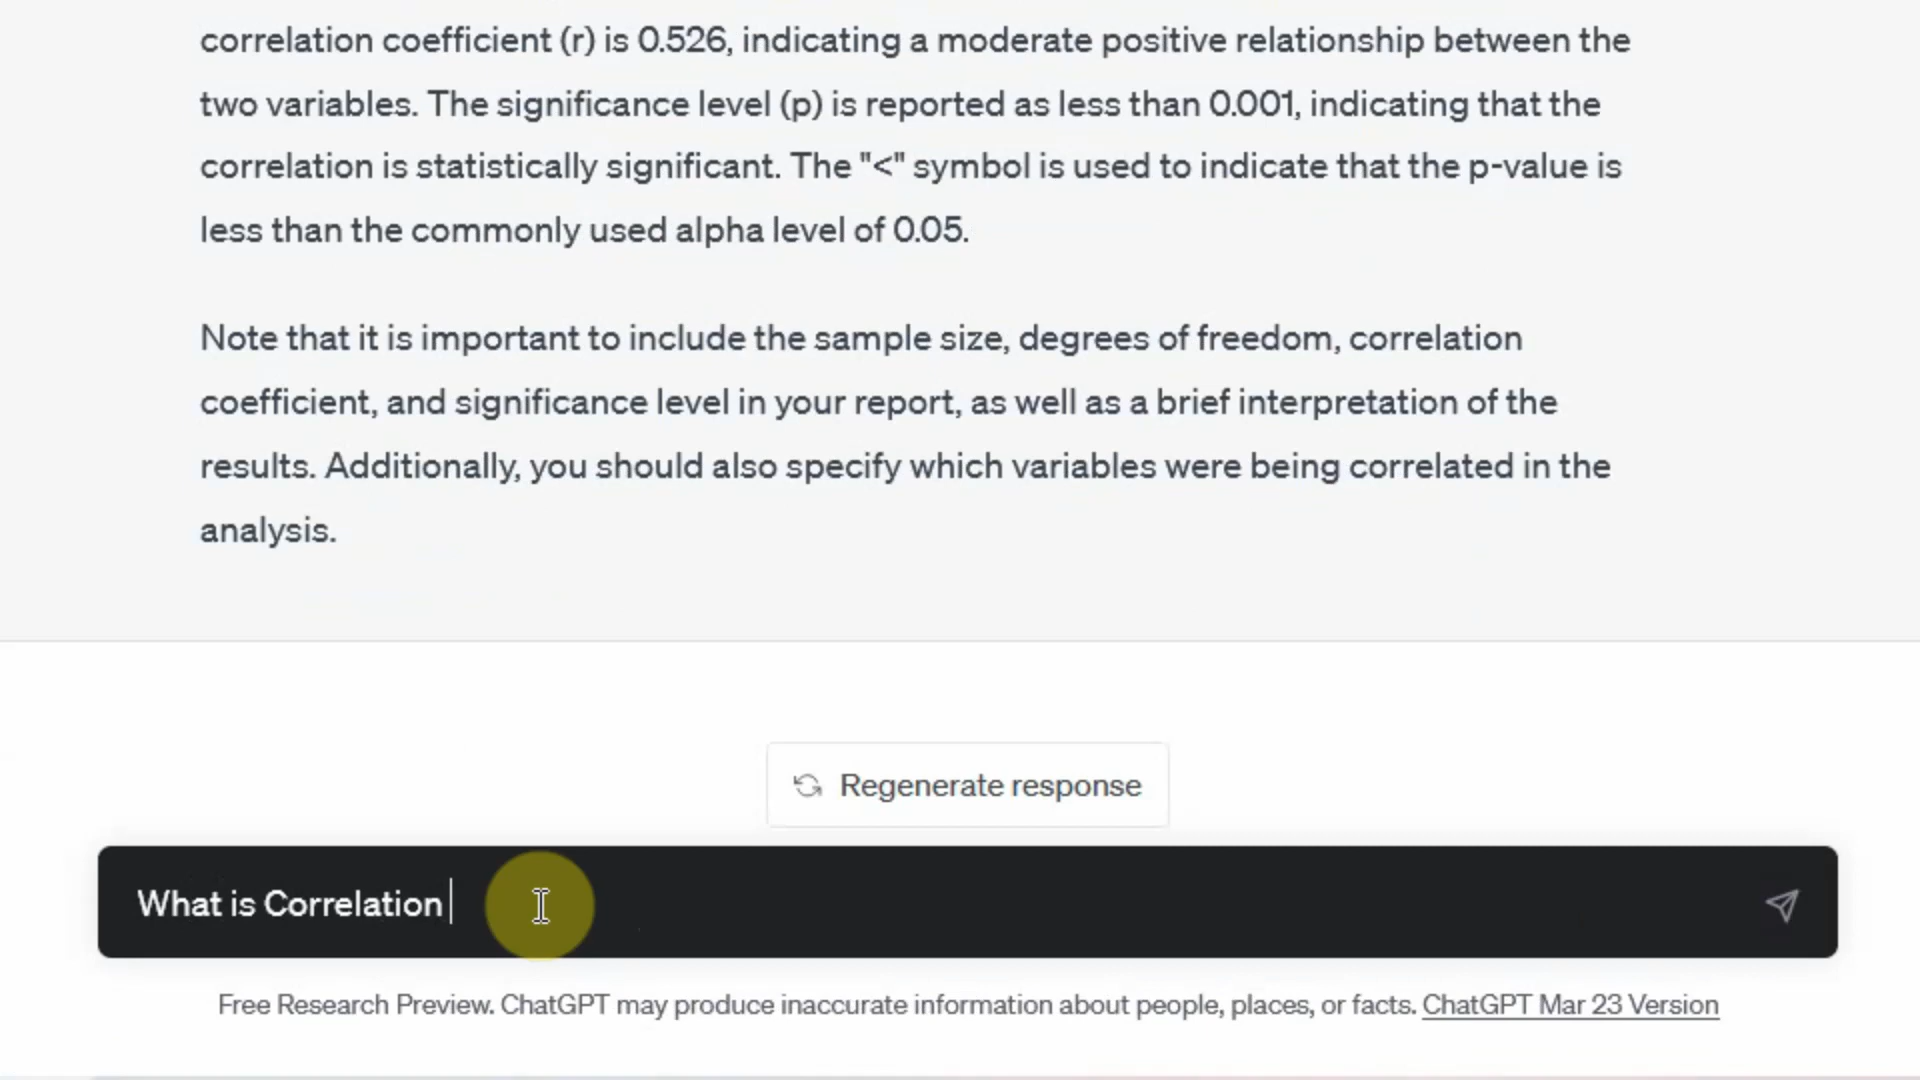 correlation coefficient (r) is 0.526, indicating a moderate positive relationship between the
two variables. The significance level (p) is reported as less than 0.001, indicating that the
correlation is statistically significant. The "<" symbol is used to indicate that the p-value is
less than the commonly used alpha level of 0.05.
Note that it is important to include the sample size, degrees of freedom, correlation
coefficient, and significance level in your report, as well as a brief interpretation of the
results. Additionally, you should also specify which variables were being correlated in the
analysis.
Regenerate response
What is Correlation
Free Research Preview. ChatGPT may produce inaccurate information about people, places, or facts. ChatGPT Mar 23 Version